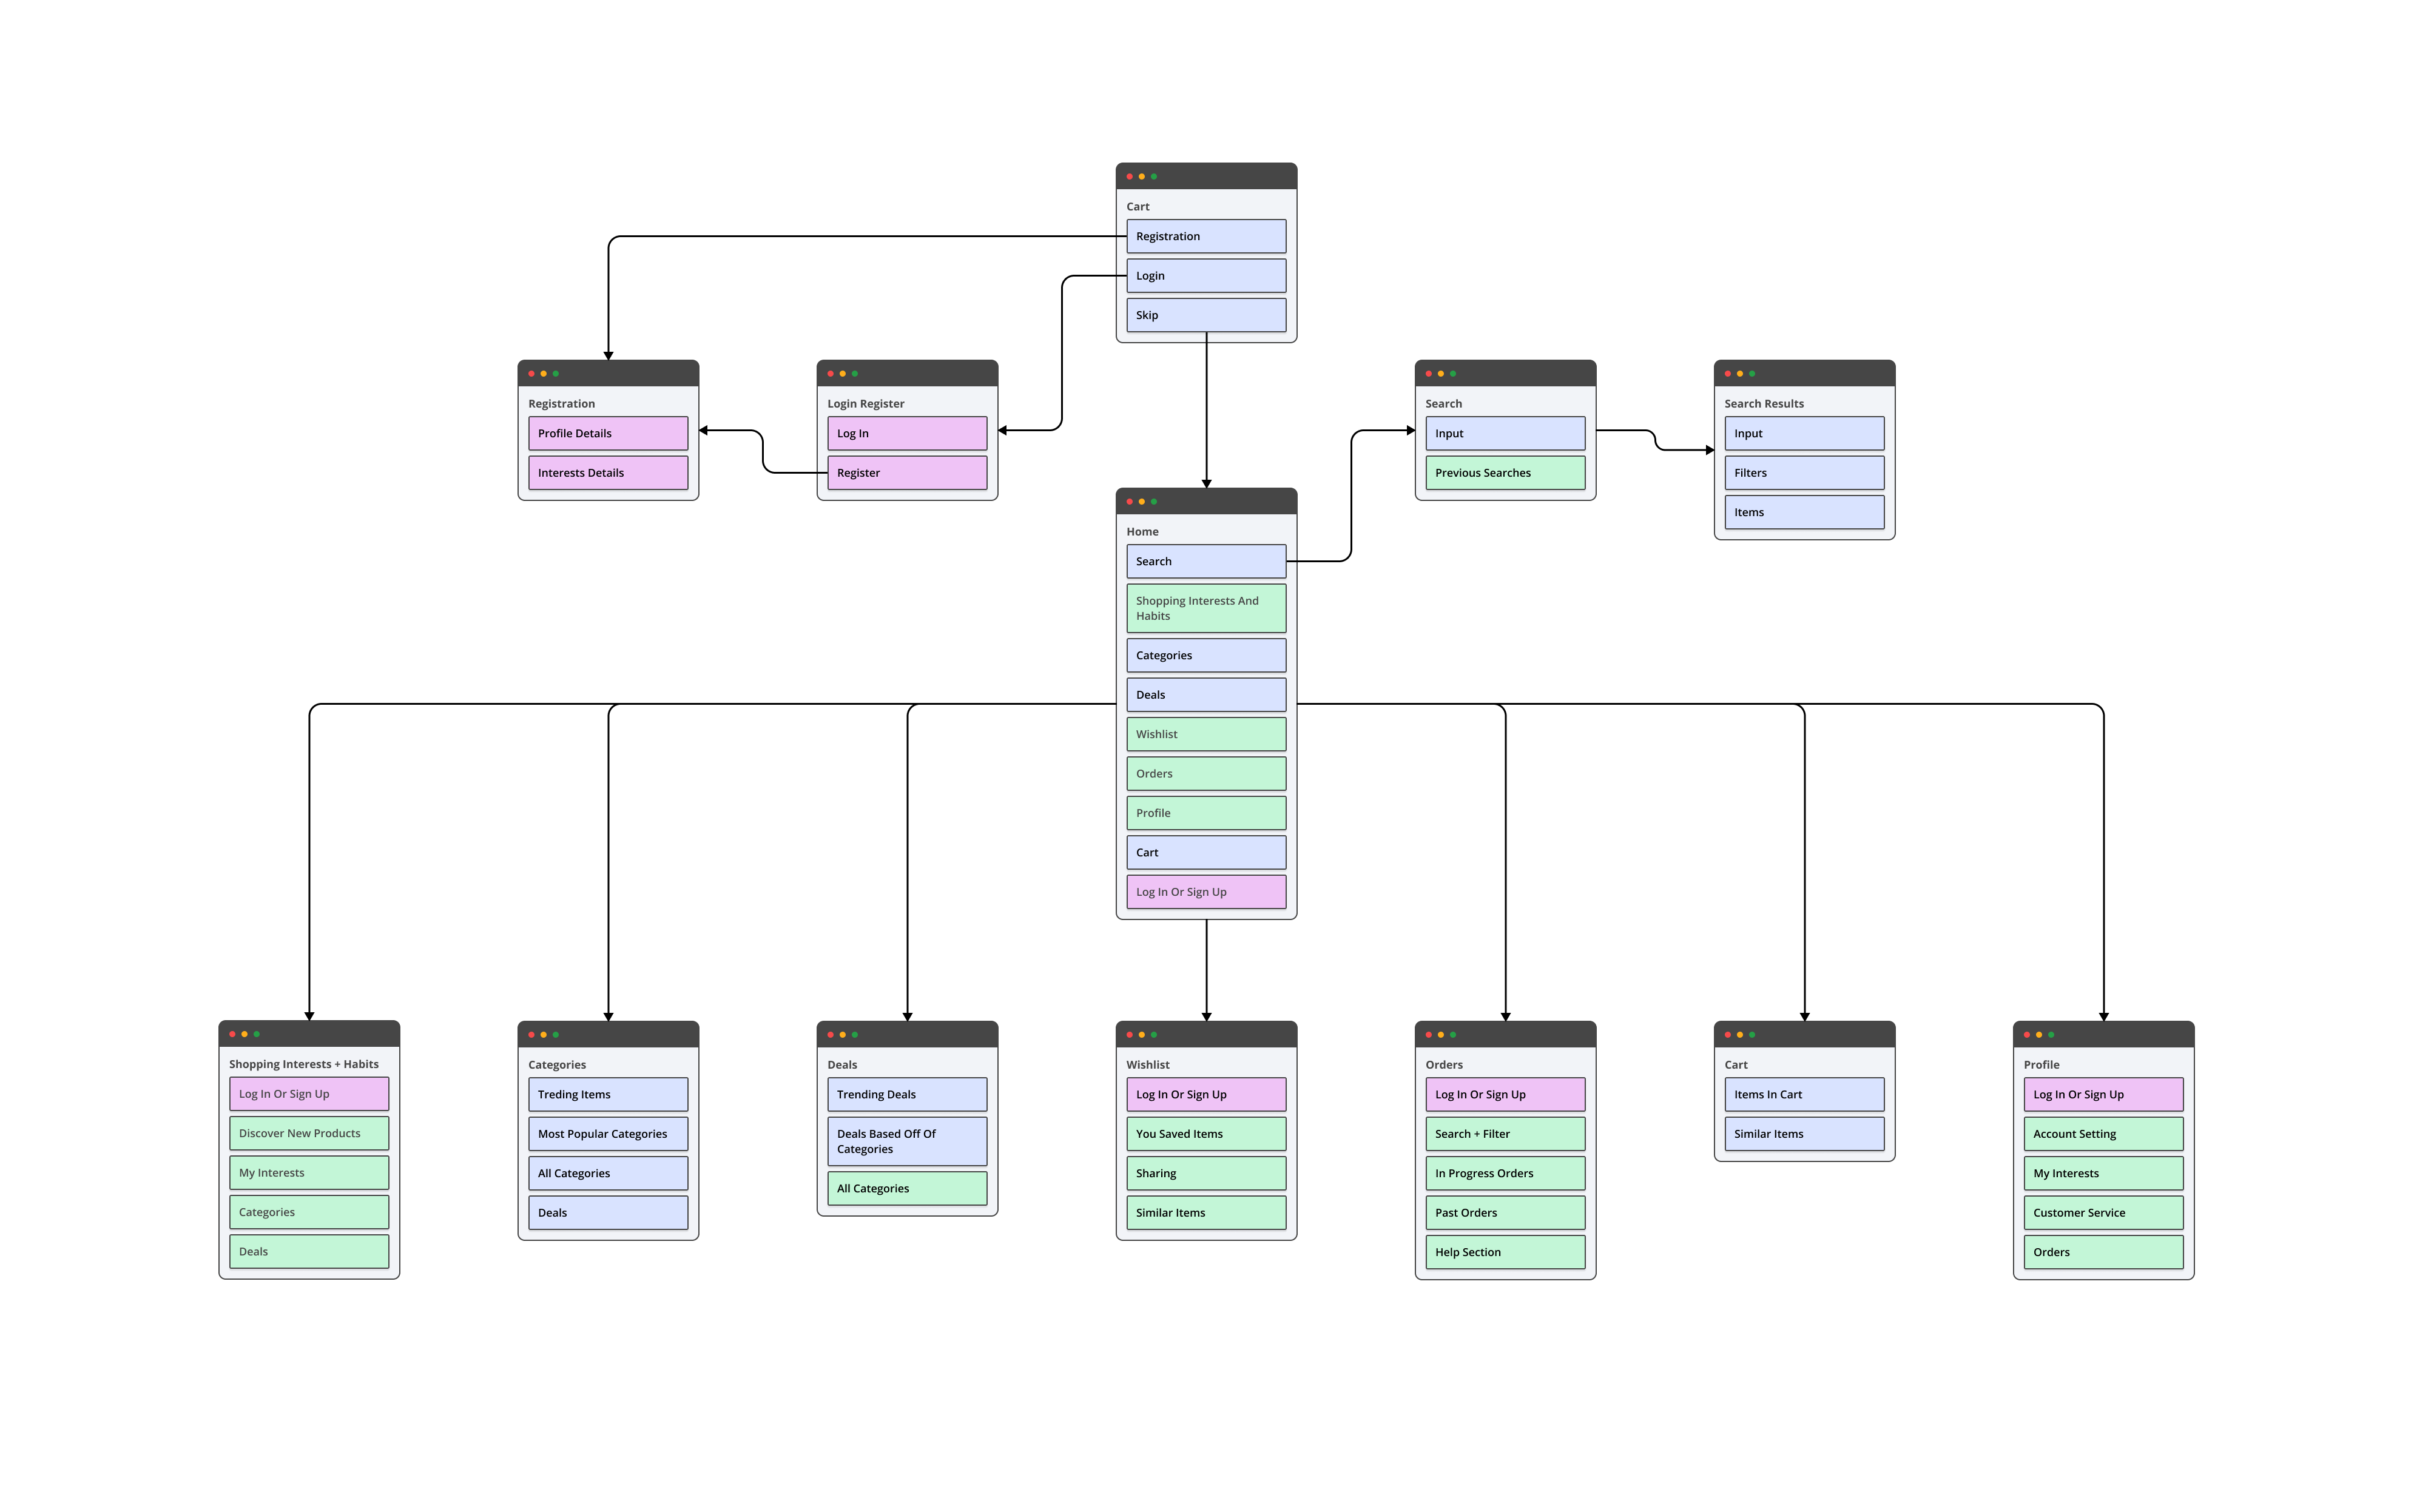 Cart
Registration
Login
Skip
Registration
Profile Details
Interests Details
Login Register
Log In
Register
Search
Input
Previous Searches
Search Results
Input
Filters
Items
Home
Search
Shopping Interests And
Habits
Categories
Deals
Wishlist
Orders
Profile
Cart
Log In Or Sign Up
Shopping Interests + Habits
Log In Or Sign Up
Discover New Products
My Interests
Categories
Deals
Categories
Treding Items
Most Popular Categories
All Categories
Deals
Deals
Trending Deals
Deals Based Off Of
Categories
All Categories
Wishlist
Log In Or Sign Up
You Saved Items
Sharing
Similar Items
Orders
Log In Or Sign Up
Search + Filter
In Progress Orders
Past Orders
Help Section
Cart
Items In Cart
Similar Items
Profile
Log In Or Sign Up
Account Setting
My Interests
Customer Service
Orders